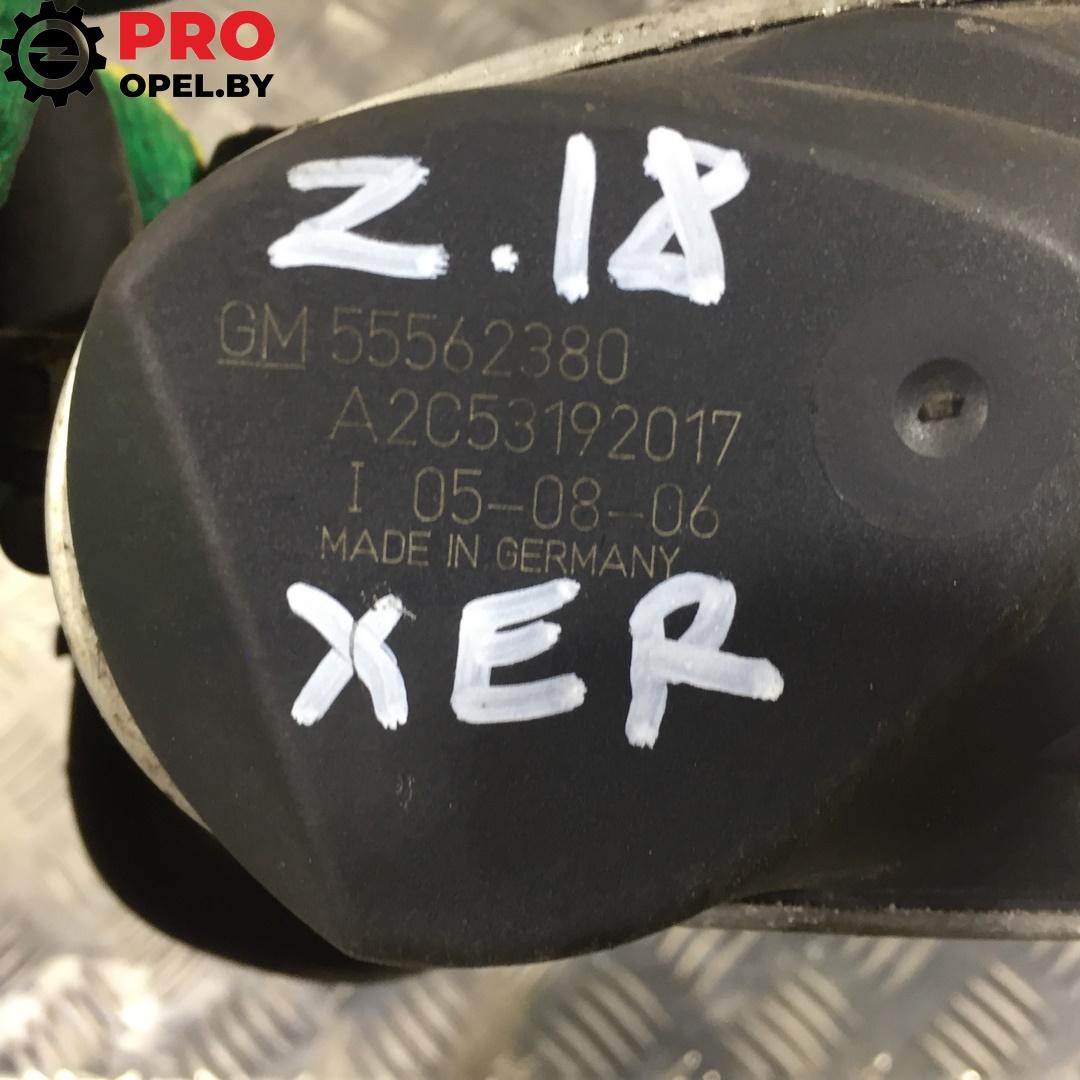 PRO
OPEL.BY
Z.18
GM 55562380
A2C53192017
I 05-08-06
MADE IN GERMANY
XER